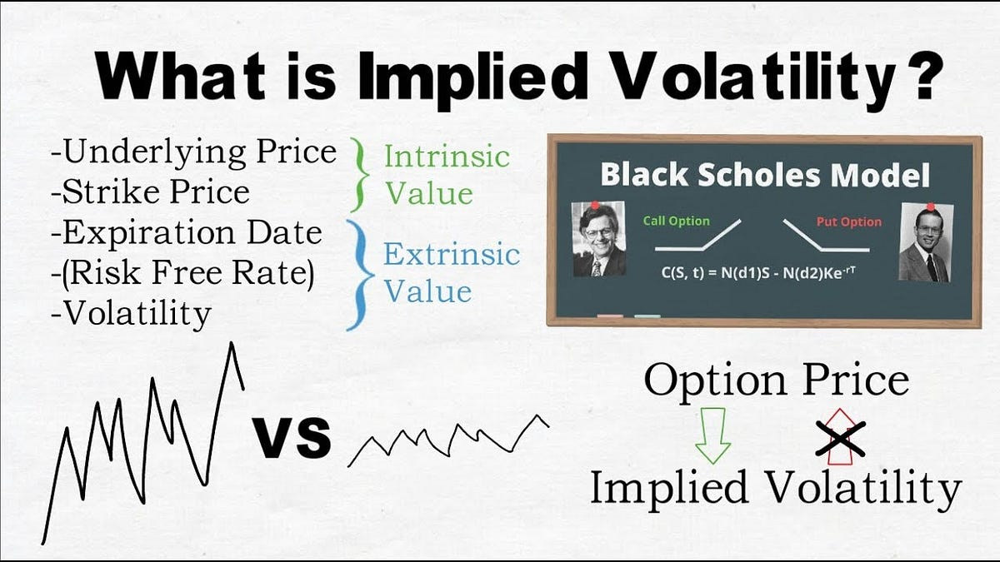 What is Implied Volatility?
-Underlying Price
-Strike Price
-Expiration Date
-(Risk Free Rate)
-Volatility
Intrinsic
Value
Extrinsic
Value
Black Scholes Model
Call Option
Put Option
C(S, t) = N(d1)S - N(d2)Ke^-rT
vs
Option Price
Implied Volatility